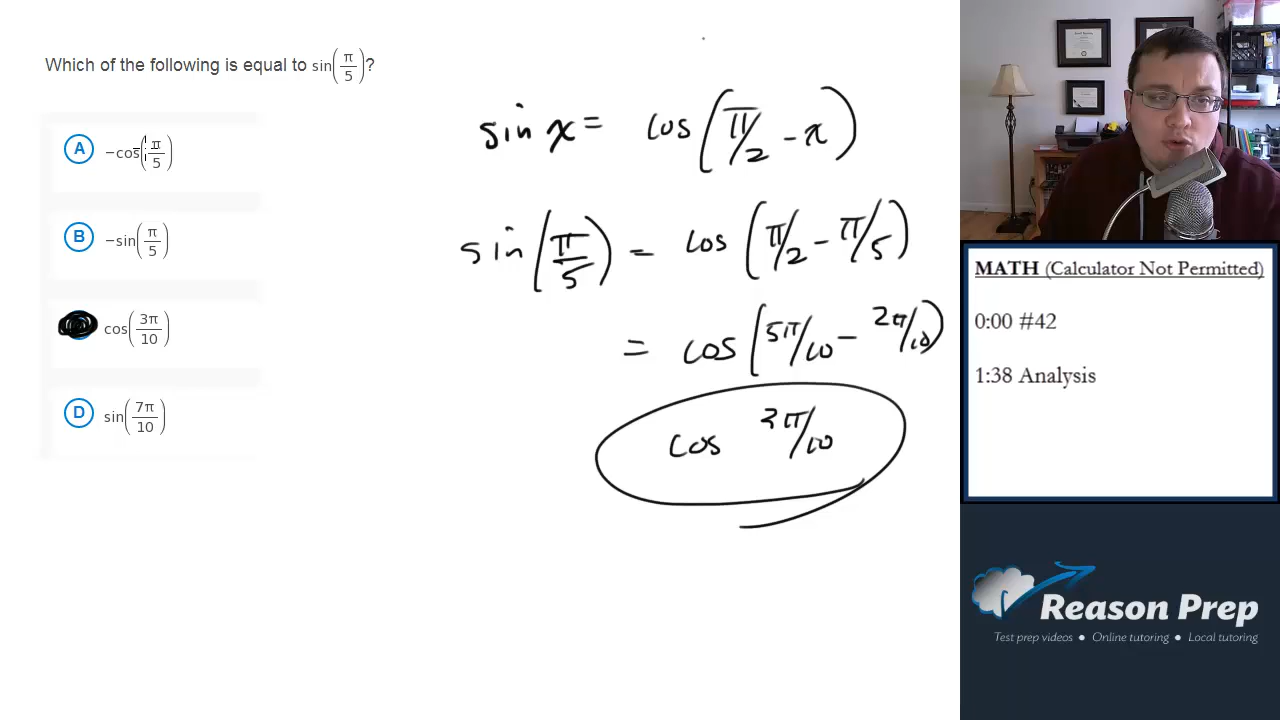 Which of the following is equal to sin(π/5)?
A -cos(π/5)
B -sin(π/5)
C cos(3π/10)
D sin(7π/10)
sin x = cos(π/2 - x)
sin(π/5) = cos(π/2 - π/5)
= cos(5π/10 - 2π/10)
cos 3π/10
MATH (Calculator Not Permitted)
0:00 #42
1:38 Analysis
Reason Prep
Test prep videos ● Online tutoring ● Local tutoring